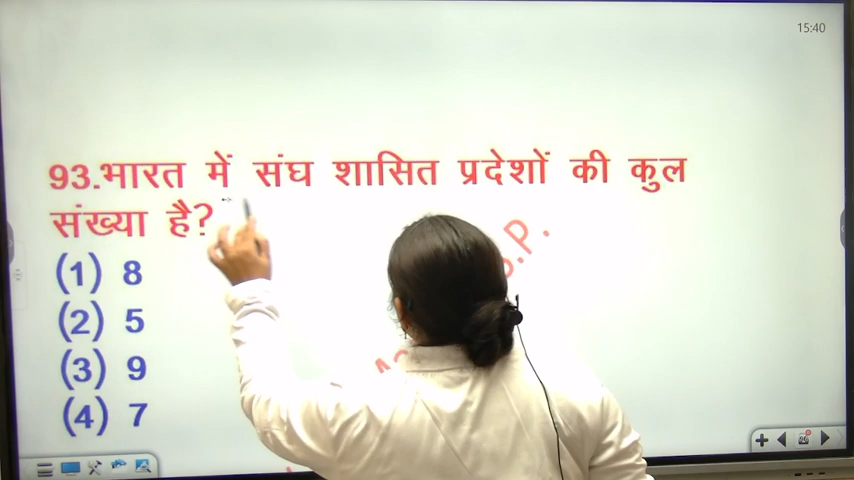 15:40
93.भारत में संघ शासित प्रदेशों की कुल
संख्या है?
(1) 8
(2) 5
(3) 9
(4) 7